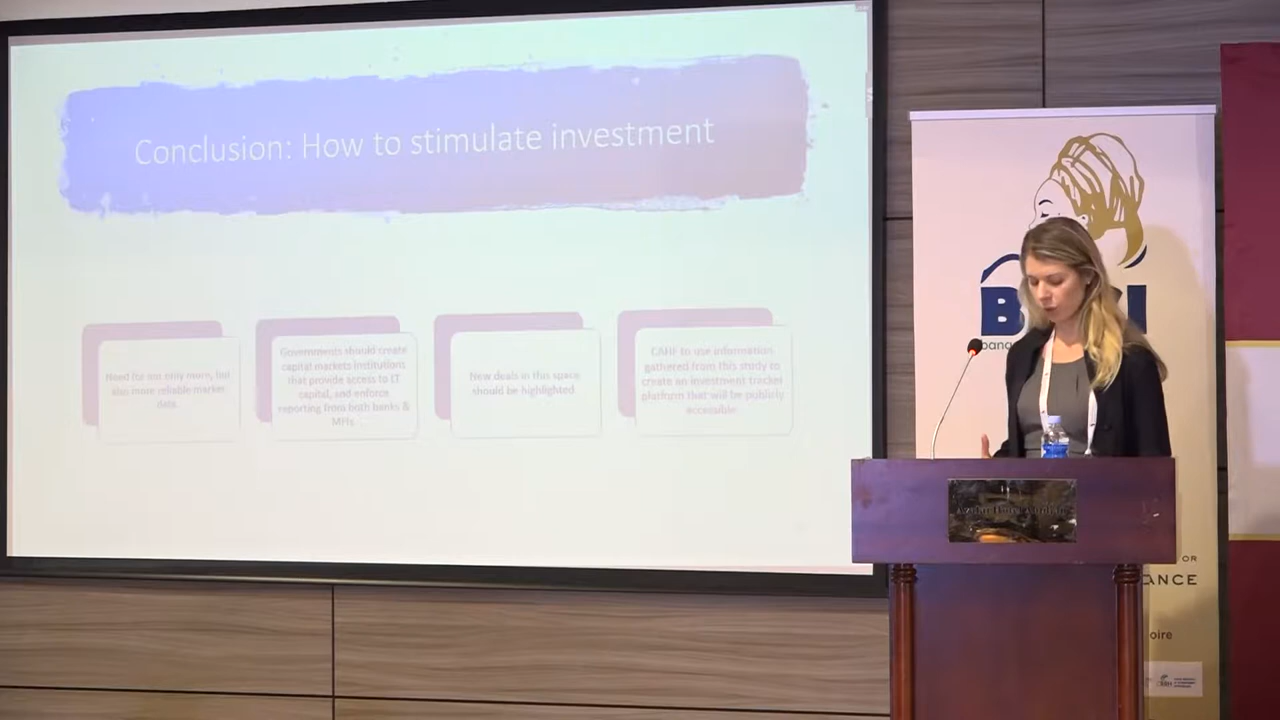 Conclusion: How to stimulate investment
Need for not only more, but
also more reliable market
data.
Governments should create
capital markets institutions
that provide access to LT
capital, and enforce
reporting from both banks &
MFIs.
New deals in this space
should be highlighted
CAHF to use information
gathered from this study to
create an investment tracker
platform that will be publicly
accessible.
B
OR
ANCE
oire